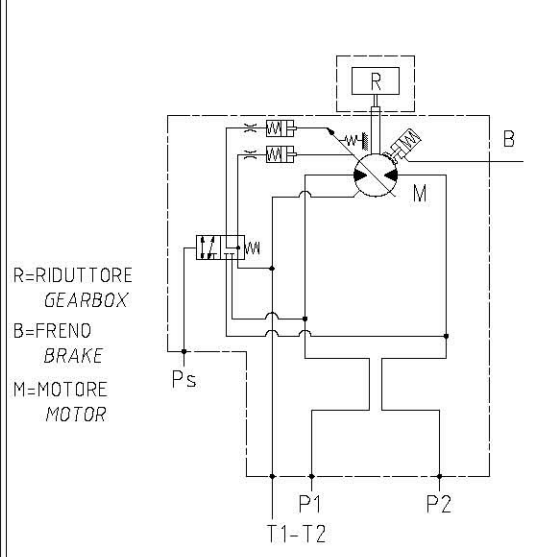 R
B
M
R=RIDUTTORE
GEARBOX
B=FRENO
BRAKE
M=MOTORE
MOTOR
Ps
P1
P2
T1-T2